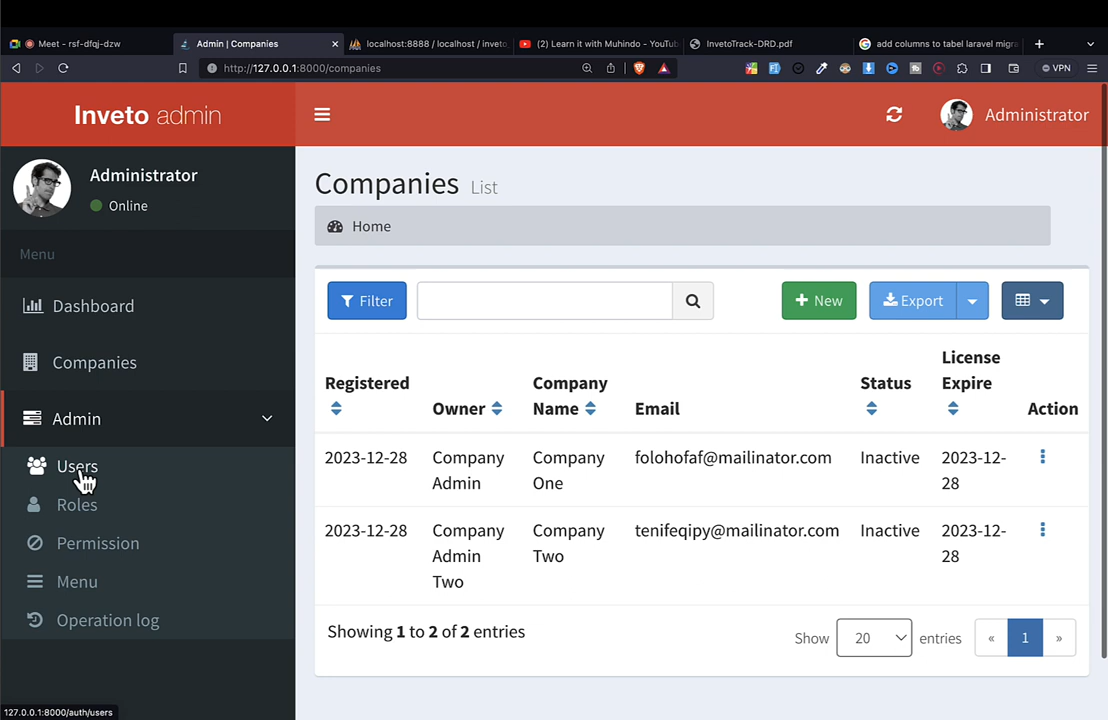 Meet - rsf-dfqj-dzw
Admin | Companies
localhost:8888 / localhost / inveto
(2) Learn it with Muhindo - YouTub
InvetoTrack-DRD.pdf
add columns to tabel laravel migra
http://127.0.0.1:8000/companies
VPN
Inveto admin
Administrator
Administrator
Online
Menu
Dashboard
Companies
Admin
Users
Roles
Permission
Menu
Operation log
Companies List
Home
Filter
New
Export
Registered
Owner
Company Name
Email
Status
License Expire
Action
2023-12-28
Company Admin
Company One
folohofaf@mailinator.com
Inactive
2023-12-28
2023-12-28
Company Admin Two
Company Two
tenifeqipy@mailinator.com
Inactive
2023-12-28
Showing 1 to 2 of 2 entries
Show 20 entries
« 1 »
127.0.0.1:8000/auth/users